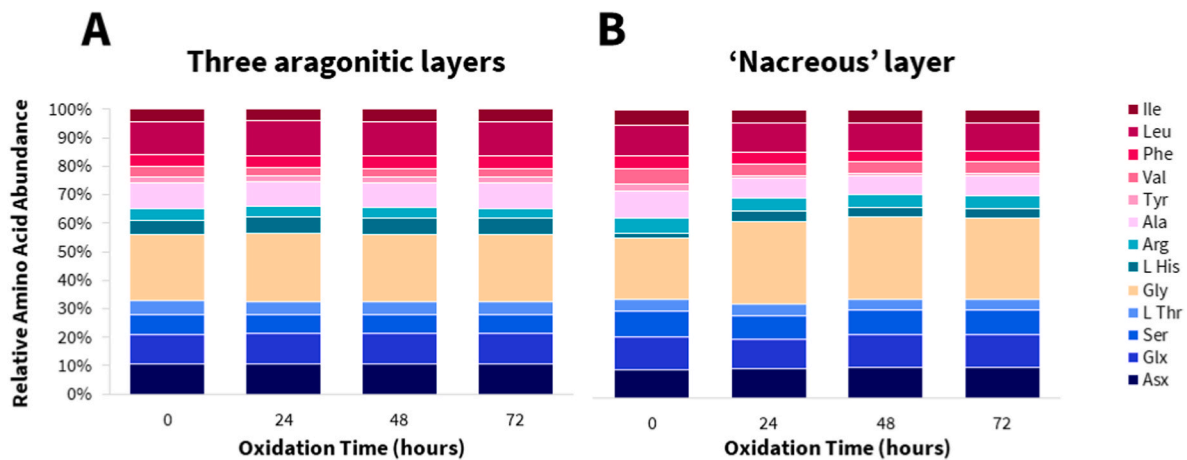 A
B
Three aragonitic layers
‘Nacreous’ layer
Relative Amino Acid Abundance
100%
90%
80%
70%
60%
50%
40%
30%
20%
10%
0%
0
24
48
72
0
24
48
72
Oxidation Time (hours)
Oxidation Time (hours)
Ile
Leu
Phe
Val
Tyr
Ala
Arg
L His
Gly
L Thr
Ser
Glx
Asx